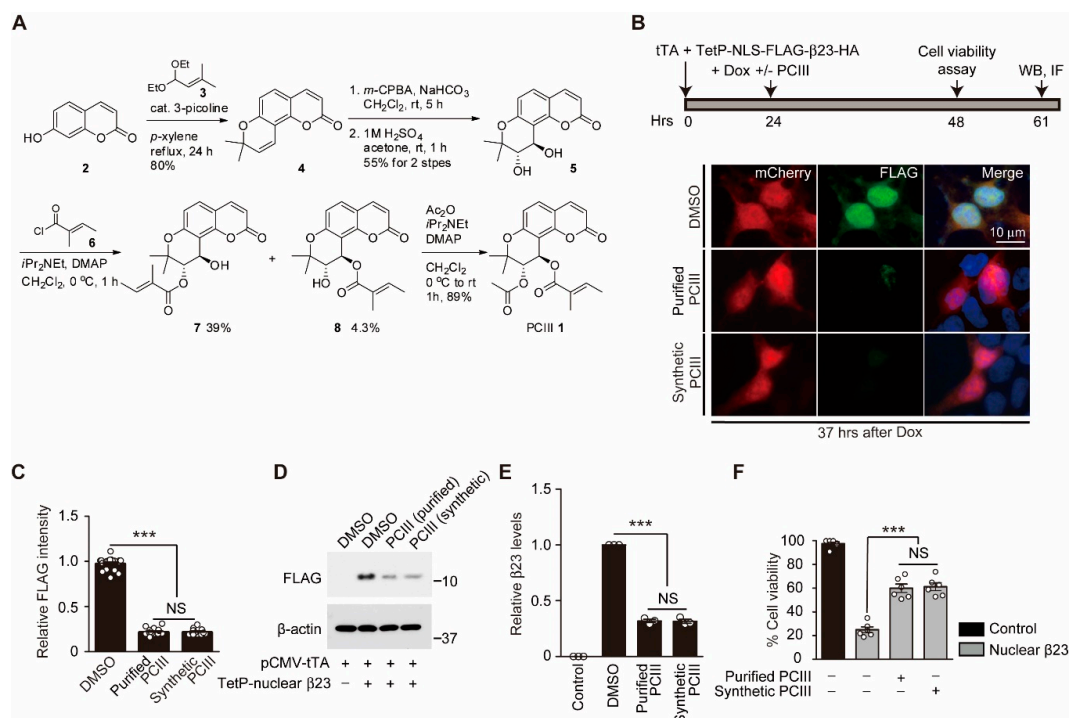 A
OEt
EtO
3
cat. 3-picoline
p-xylene
reflux, 24 h
80%
HO
O
O
2
O
O
O
4
1. m-CPBA, NaHCO3
CH2Cl2, rt, 5 h
2. 1M H2SO4
acetone, rt, 1 h
55% for 2 stpes
O
O
O
OH
OH
5
O
Cl
6
iPr2NEt, DMAP
CH2Cl2, 0 °C, 1 h
O
O
O
OH
O
O
7 39%
+
O
O
O
O
HO
O
8 4.3%
Ac2O
iPr2NEt
DMAP
CH2Cl2
0 °C to rt
1h, 89%
O
O
O
O
O
O
O
PCIII 1
B
tTA + TetP-NLS-FLAG-β23-HA
+ Dox +/- PCIII
Cell viability
assay
WB, IF
Hrs 0 24 48 61
mCherry FLAG Merge
DMSO
10 μm
Purified
PCIII
Synthetic
PCIII
37 hrs after Dox
C
Relative FLAG intensity
1.5
1.0
0.5
0
***
NS
DMSO
Purified
PCIII
Synthetic
PCIII
D
DMSO
DMSO
PCIII (purified)
PCIII (synthetic)
FLAG
–10
β-actin
–37
pCMV-tTA + + + +
TetP-nuclear β23 – + + +
E
Relative β23 levels
1.5
1.0
0.5
0
***
NS
Control
DMSO
Purified
PCIII
Synthetic
PCIII
F
% Cell viability
100
80
60
40
20
0
***
NS
Control
Nuclear β23
Purified PCIII – – + –
Synthetic PCIII – – – +